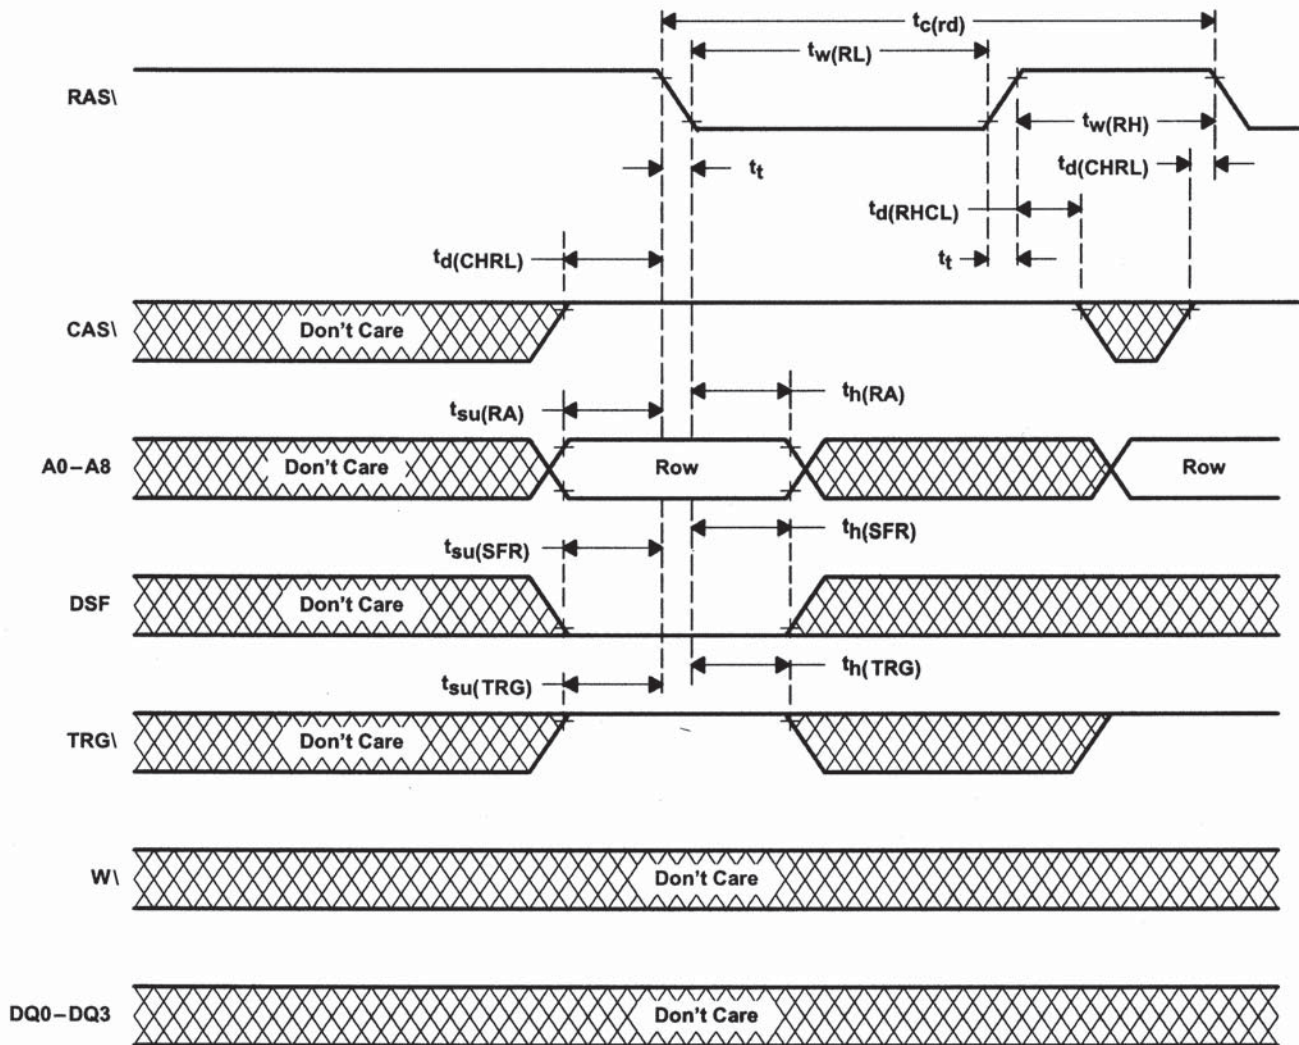 tc(rd)
tw(RL)
RAS\
tw(RH)
tt
td(CHRL)
td(RHCL)
td(CHRL)
tt
CAS\
Don't Care
tsu(RA)
th(RA)
A0–A8
Don't Care
Row
Row
tsu(SFR)
th(SFR)
DSF
Don't Care
tsu(TRG)
th(TRG)
TRG\
Don't Care
W\
Don't Care
DQ0–DQ3
Don't Care